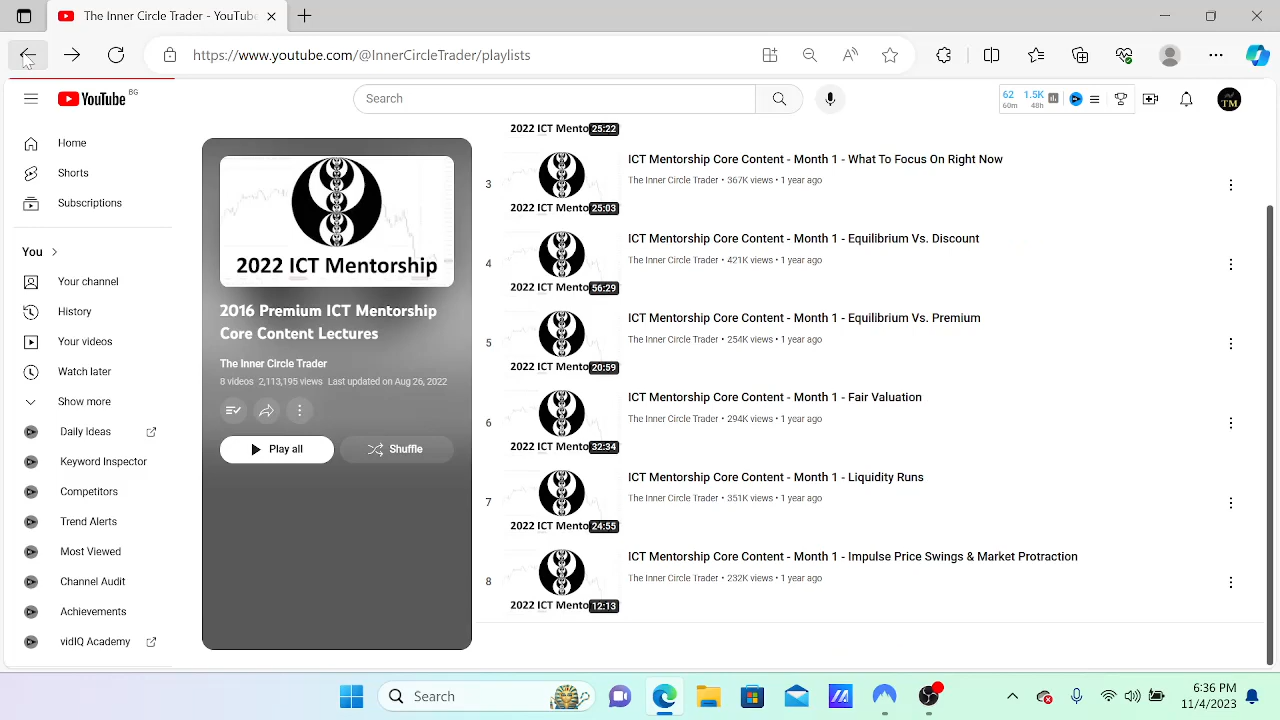 The Circle Trader - YouTube
https://www.youtube.com/@InnerCircleTrader/playlists
YouTube BG
Search
62 1.5K
60m 48h
TM
Home
Shorts
Subscriptions
You
Your channel
History
Your videos
Watch later
Show more
Daily Ideas
Keyword Inspector
Competitors
Trend Alerts
Most Viewed
Channel Audit
Achievements
vidIQ Academy
2022 ICT Mentorship
2016 Premium ICT Mentorship
Core Content Lectures
The Inner Circle Trader
8 videos 2,113,195 views Last updated on Aug 26, 2022
Play all
Shuffle
2022 ICT Mento 25:22
3
2022 ICT Mento 25:03
ICT Mentorship Core Content - Month 1 - What To Focus On Right Now
The Inner Circle Trader • 367K views • 1 year ago
4
2022 ICT Mento 56:29
ICT Mentorship Core Content - Month 1 - Equilibrium Vs. Discount
The Inner Circle Trader • 421K views • 1 year ago
5
2022 ICT Mento 20:59
ICT Mentorship Core Content - Month 1 - Equilibrium Vs. Premium
The Inner Circle Trader • 254K views • 1 year ago
6
2022 ICT Mento 32:34
ICT Mentorship Core Content - Month 1 - Fair Valuation
The Inner Circle Trader • 294K views • 1 year ago
7
2022 ICT Mento 24:55
ICT Mentorship Core Content - Month 1 - Liquidity Runs
The Inner Circle Trader • 351K views • 1 year ago
8
2022 ICT Mento 12:13
ICT Mentorship Core Content - Month 1 - Impulse Price Swings & Market Protraction
The Inner Circle Trader • 232K views • 1 year ago
Search
6:36 PM
11/4/2023